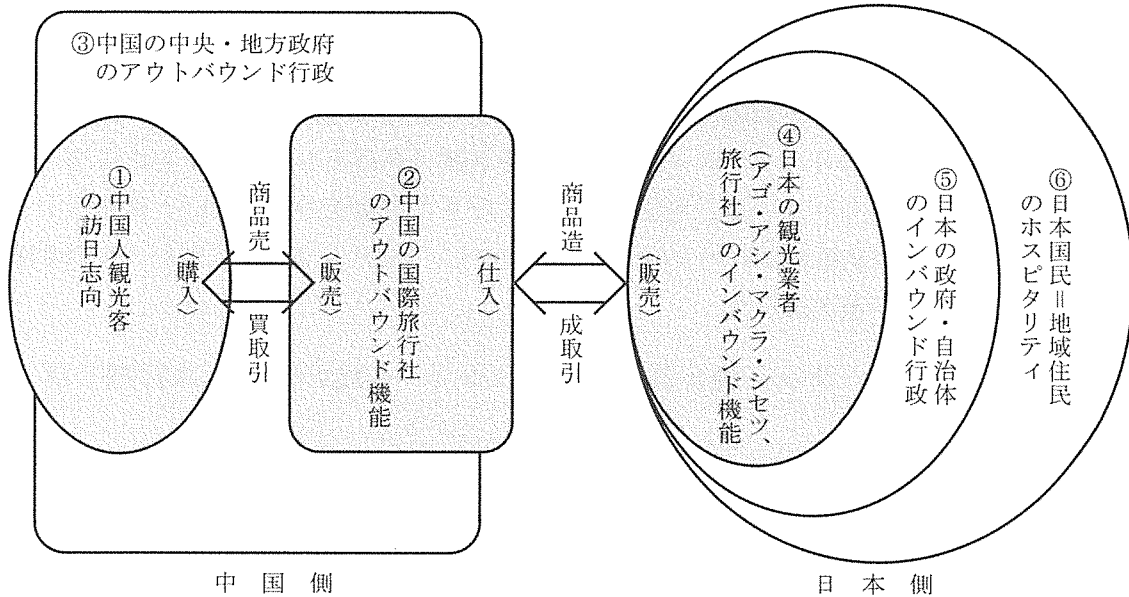 ③中国の中央・地方政府
のアウトバウンド行政
①中国人観光客
の訪日志向
〈購入〉
商品売
買取引
〈販売〉
②中国の国際旅行社
のアウトバウンド機能
〈仕入〉
商品造
成取引
〈販売〉
④日本の観光業者
(アゴ・アシ・マクラ・シセツ、
旅行社)のインバウンド機能
⑤日本の政府・自治体
のインバウンド行政
⑥日本国民=地域住民
のホスピタリティ
中国側
日本側